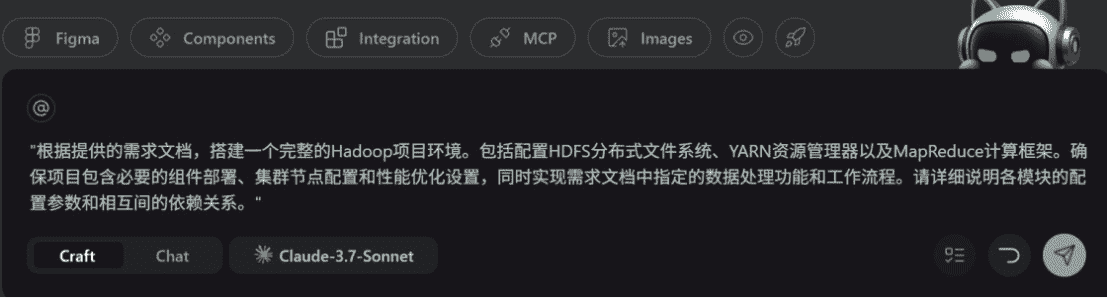 Figma
Components
Integration
MCP
Images
@
"根据提供的需求文档，搭建一个完整的Hadoop项目环境。包括配置HDFS分布式文件系统、YARN资源管理器以及MapReduce计算框架。确
保项目包含必要的组件部署、集群节点配置和性能优化设置，同时实现需求文档中指定的数据处理功能和工作流程。请详细说明各模块的配
置参数和相互间的依赖关系。"
Craft
Chat
Claude-3.7-Sonnet